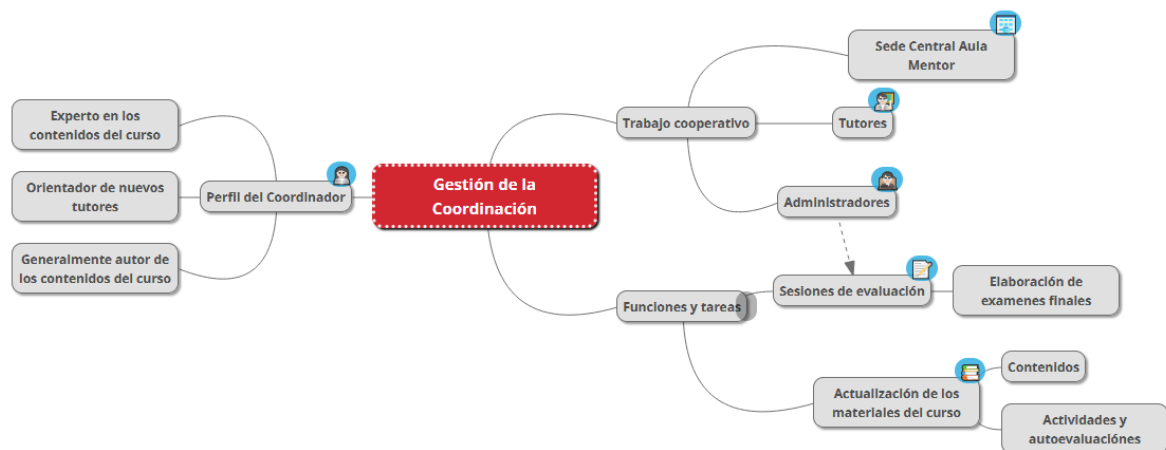 Gestión de la
Coordinación
Perfil del Coordinador
Experto en los
contenidos del curso
Orientador de nuevos
tutores
Generalmente autor de
los contenidos del curso
Trabajo cooperativo
Sede Central Aula
Mentor
Tutores
Administradores
Funciones y tareas
Sesiones de evaluación
Elaboración de
examenes finales
Actualización de los
materiales del curso
Contenidos
Actividades y
autoevaluaciónes